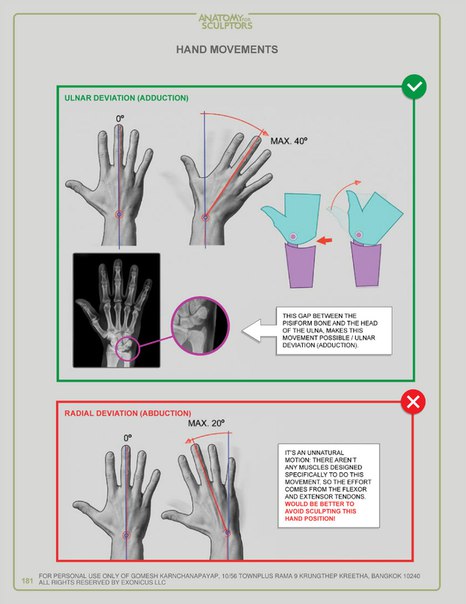 ANATOMY FOR
SCULPTORS
HAND MOVEMENTS
ULNAR DEVIATION (ADDUCTION)
0º
MAX. 40º
THIS GAP BETWEEN THE
PISIFORM BONE AND THE HEAD
OF THE ULNA, MAKES THIS
MOVEMENT POSSIBLE / ULNAR
DEVIATION (ADDUCTION).
RADIAL DEVIATION (ABDUCTION)
0º
MAX. 20º
IT'S AN UNNATURAL
MOTION: THERE AREN'T
ANY MUSCLES DESIGNED
SPECIFICALLY TO DO THIS
MOVEMENT. SO THE EFFORT
COMES FROM THE FLEXOR
AND EXTENSOR TENDONS.
WOULD BE BETTER TO
AVOID SCULPTING THIS
HAND POSITION!
181
FOR PERSONAL USE ONLY OF GOMESH KARNCHANAPAYAP, 10/56 TOWNPLUS RAMA 9 KRUNGTHEP KREETHA, BANGKOK 10240
ALL RIGHTS RESERVED BY EXONICUS LLC